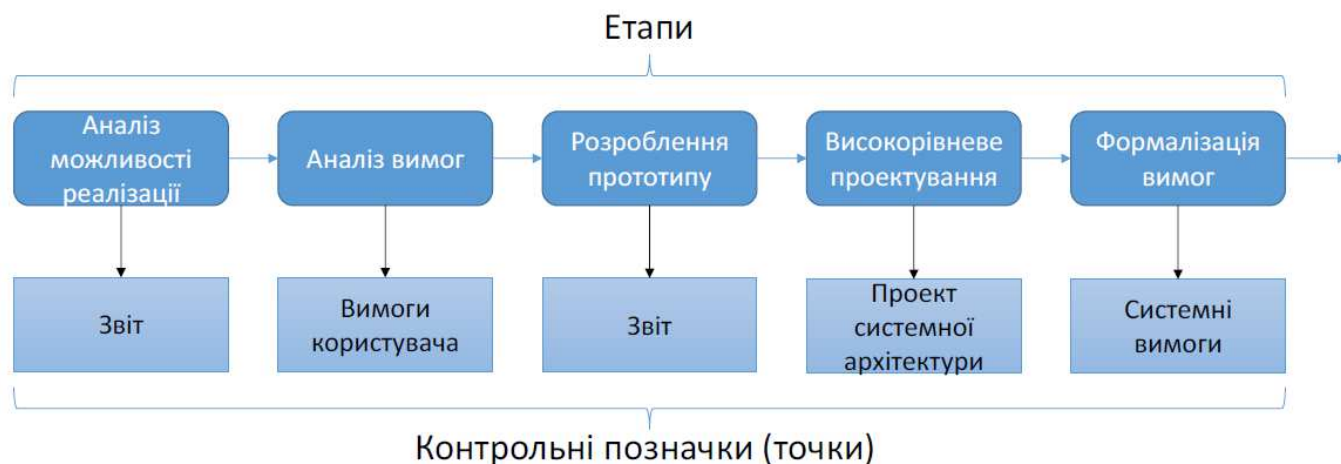 Етапи
Аналіз
можливості
реалізації
Аналіз вимог
Розроблення
прототипу
Високорівневе
проектування
Формалізація
вимог
Звіт
Вимоги
користувача
Звіт
Проект
системної
архітектури
Системні
вимоги
Контрольні позначки (точки)